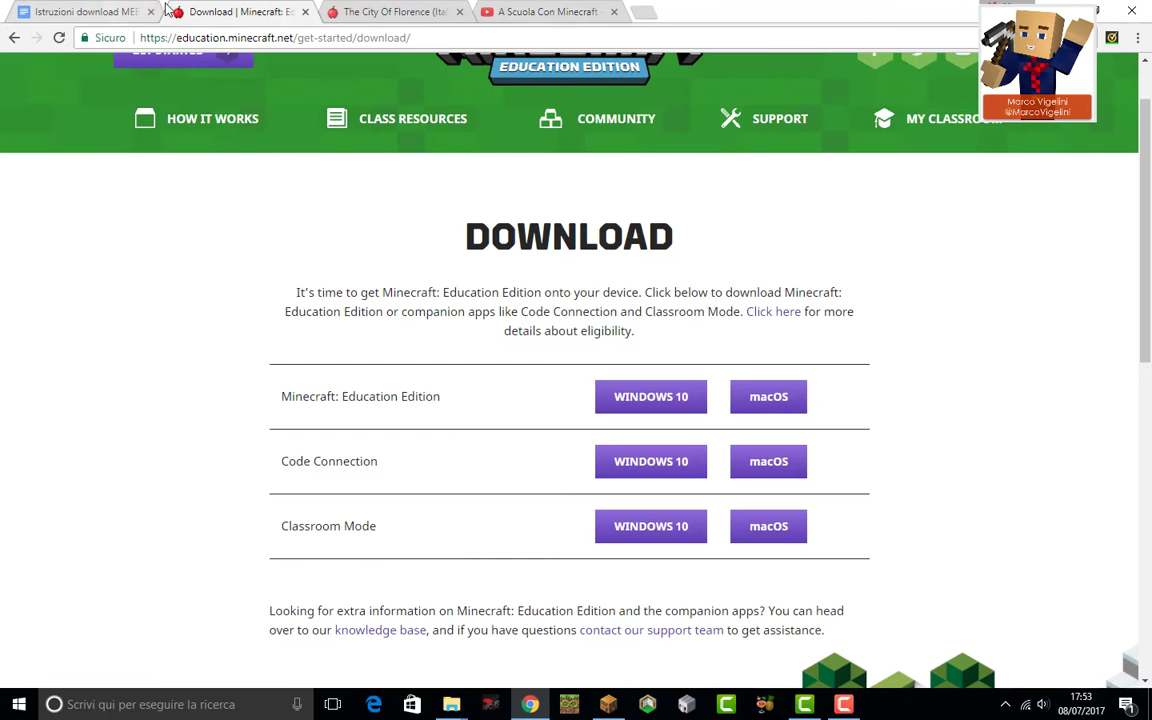 Istruzioni download MEE
Download | Minecraft: Ed
The City Of Florence (Ital
A Scuola Con Minecraft -
Sicuro
https://education.minecraft.net/get-started/download/
EDUCATION EDITION
HOW IT WORKS
CLASS RESOURCES
COMMUNITY
SUPPORT
MY CLASSRO
Marco Vigelini
@MarcoVigelini
DOWNLOAD
It's time to get Minecraft: Education Edition onto your device. Click below to download Minecraft:
Education Edition or companion apps like Code Connection and Classroom Mode. Click here for more
details about eligibility.
Minecraft: Education Edition
WINDOWS 10
macOS
Code Connection
WINDOWS 10
macOS
Classroom Mode
WINDOWS 10
macOS
Looking for extra information on Minecraft: Education Edition and the companion apps? You can head
over to our knowledge base, and if you have questions contact our support team to get assistance.
Scrivi qui per eseguire la ricerca
17:53
08/07/2017